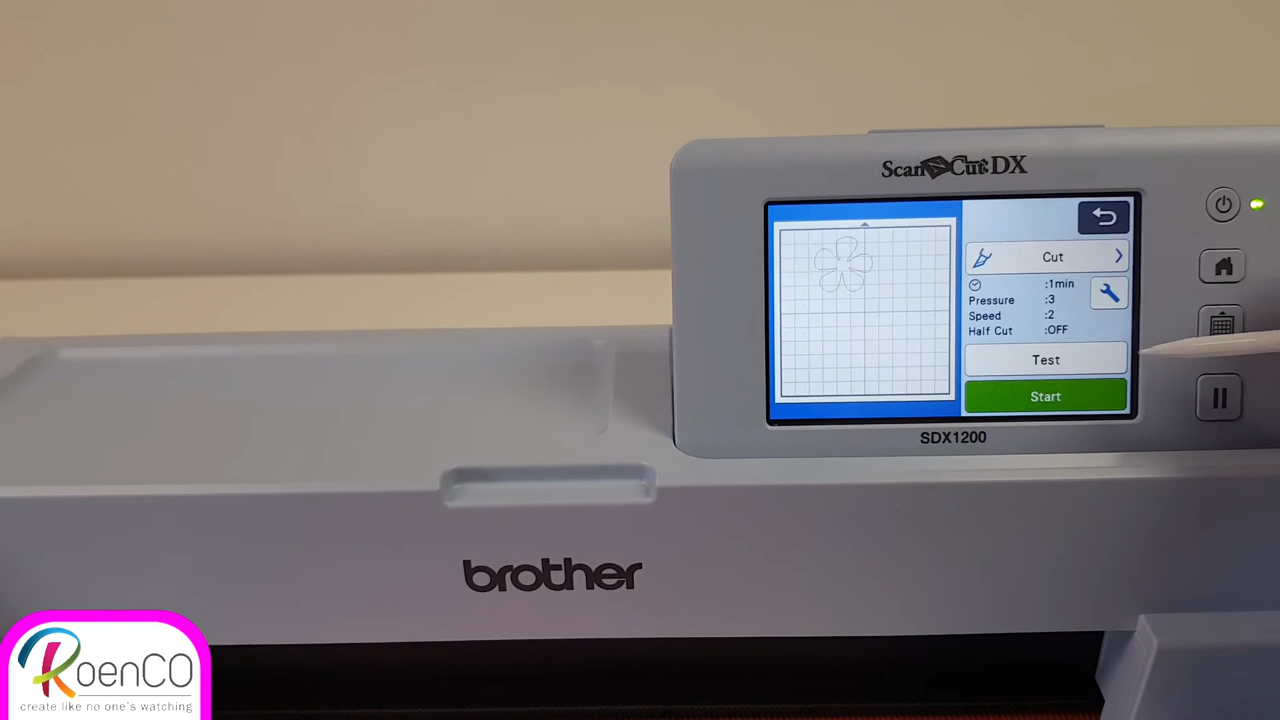 ScanNCut DX
Cut
:1min
Pressure :3
Speed :2
Half Cut :OFF
Test
Start
SDX1200
brother
RoenCO
create like no one's watching